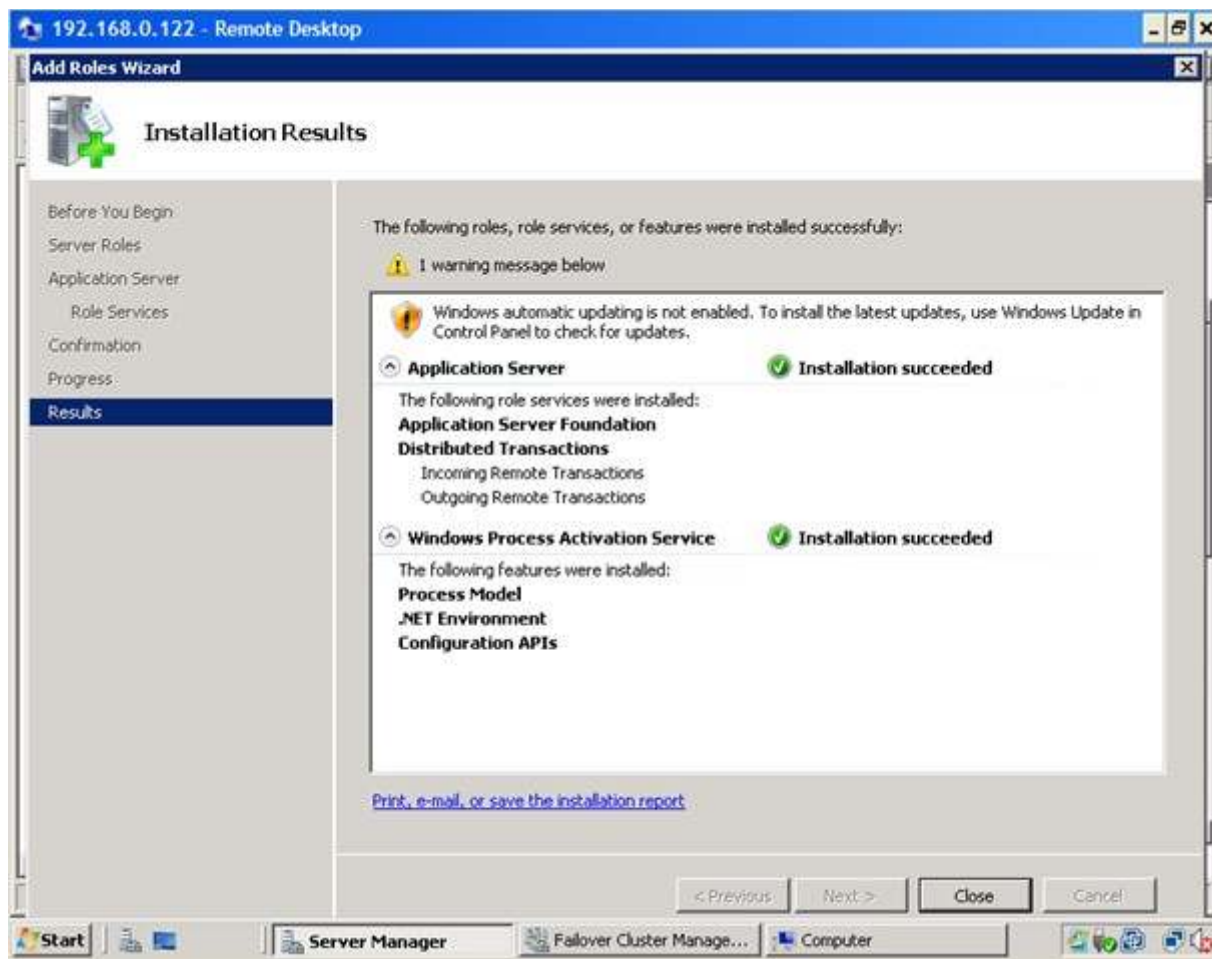 192.168.0.122 - Remote Desktop
Add Roles Wizard
Installation Results
Before You Begin
Server Roles
Application Server
Role Services
Confirmation
Progress
Results
The following roles, role services, or features were installed successfully:
1 warning message below
Windows automatic updating is not enabled. To install the latest updates, use Windows Update in
Control Panel to check for updates.
Application Server
Installation succeeded
The following role services were installed:
Application Server Foundation
Distributed Transactions
Incoming Remote Transactions
Outgoing Remote Transactions
Windows Process Activation Service
Installation succeeded
The following features were installed:
Process Model
.NET Environment
Configuration APIs
Print, e-mail, or save the installation report
< Previous
Next >
Close
Cancel
Start
Server Manager
Failover Cluster Manage...
Computer